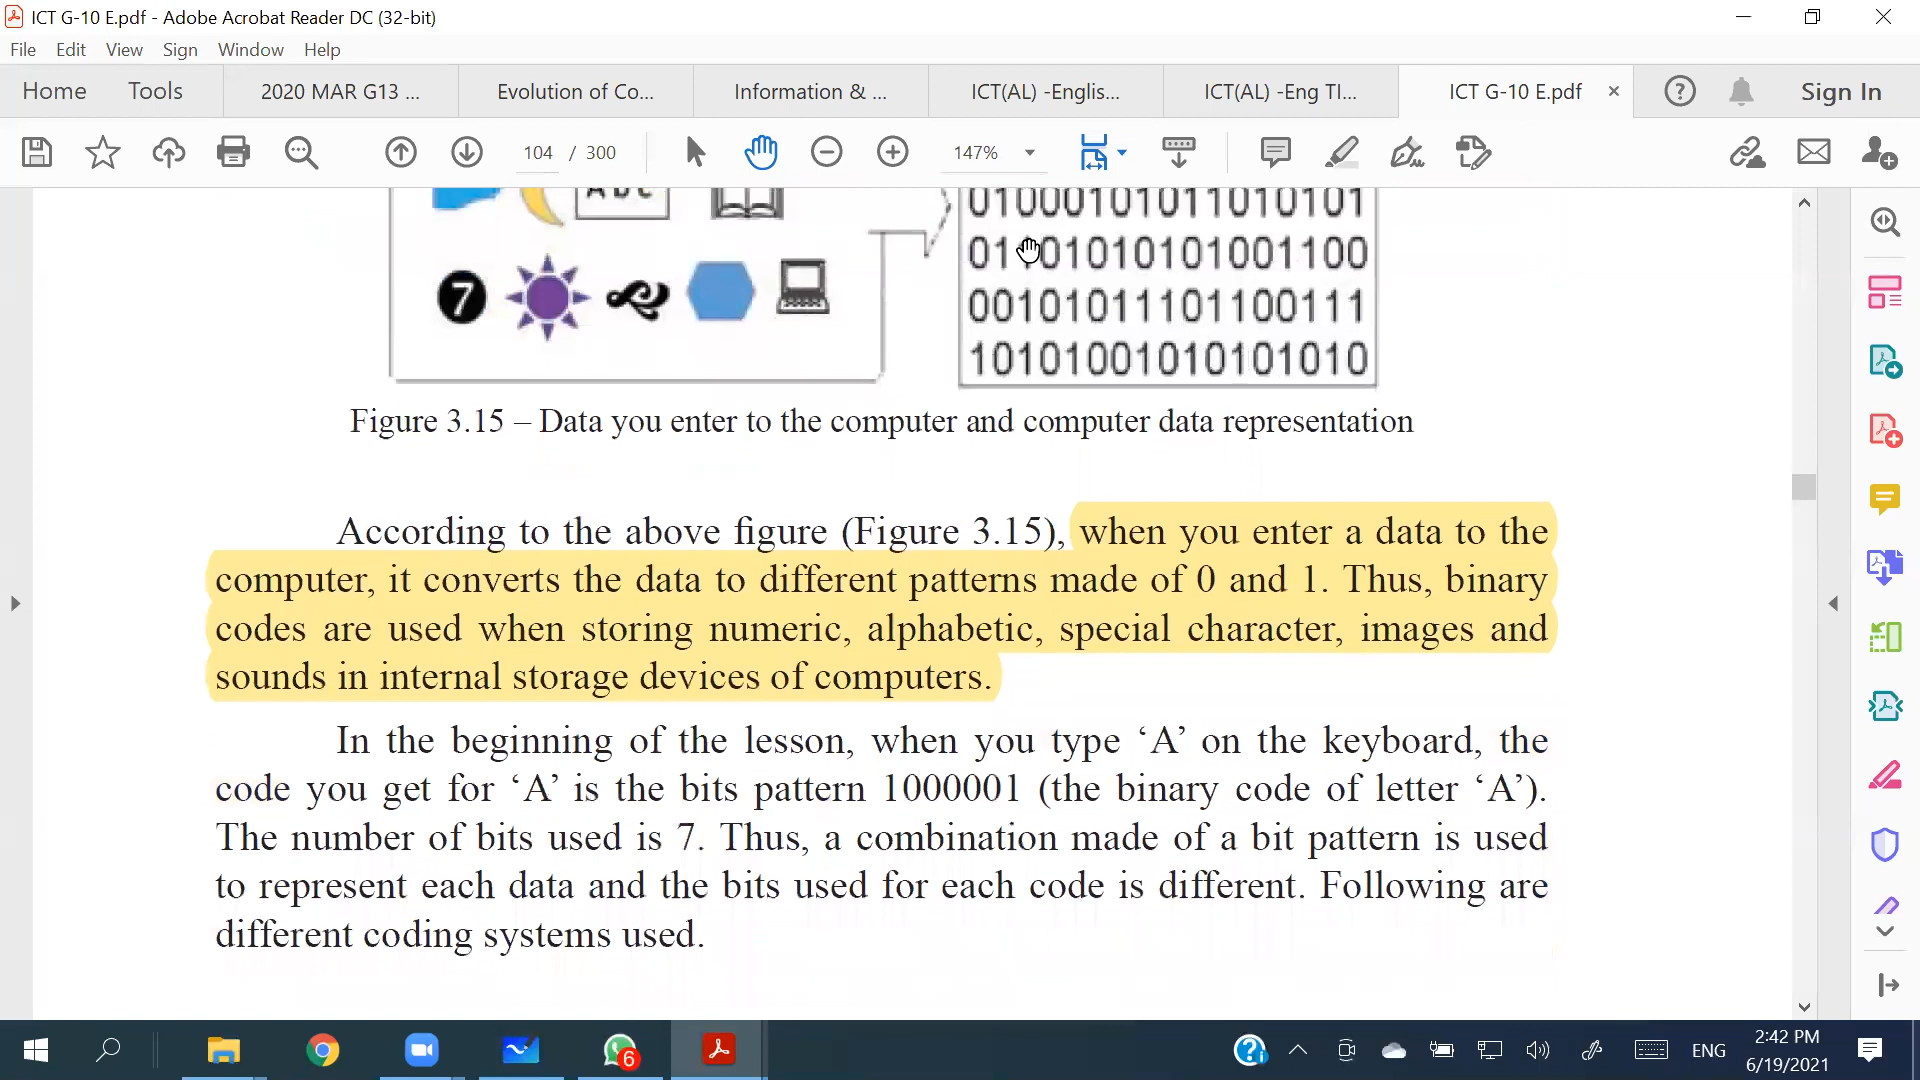 ICT G-10 E.pdf - Adobe Acrobat Reader DC (32-bit)
File Edit View Sign Window Help
Home Tools 2020 MAR G13 ... Evolution of Co... Information & ... ICT(AL) -Englis... ICT(AL) -Eng TI... ICT G-10 E.pdf × Sign In
104 / 300 147%
A B C
01000101011010101
01101010101001100
00101011101100111
10101001010101010
7
Figure 3.15 – Data you enter to the computer and computer data representation
According to the above figure (Figure 3.15), when you enter a data to the
computer, it converts the data to different patterns made of 0 and 1. Thus, binary
codes are used when storing numeric, alphabetic, special character, images and
sounds in internal storage devices of computers.
In the beginning of the lesson, when you type ‘A’ on the keyboard, the
code you get for ‘A’ is the bits pattern 1000001 (the binary code of letter ‘A’).
The number of bits used is 7. Thus, a combination made of a bit pattern is used
to represent each data and the bits used for each code is different. Following are
different coding systems used.
6
ENG
2:42 PM
6/19/2021